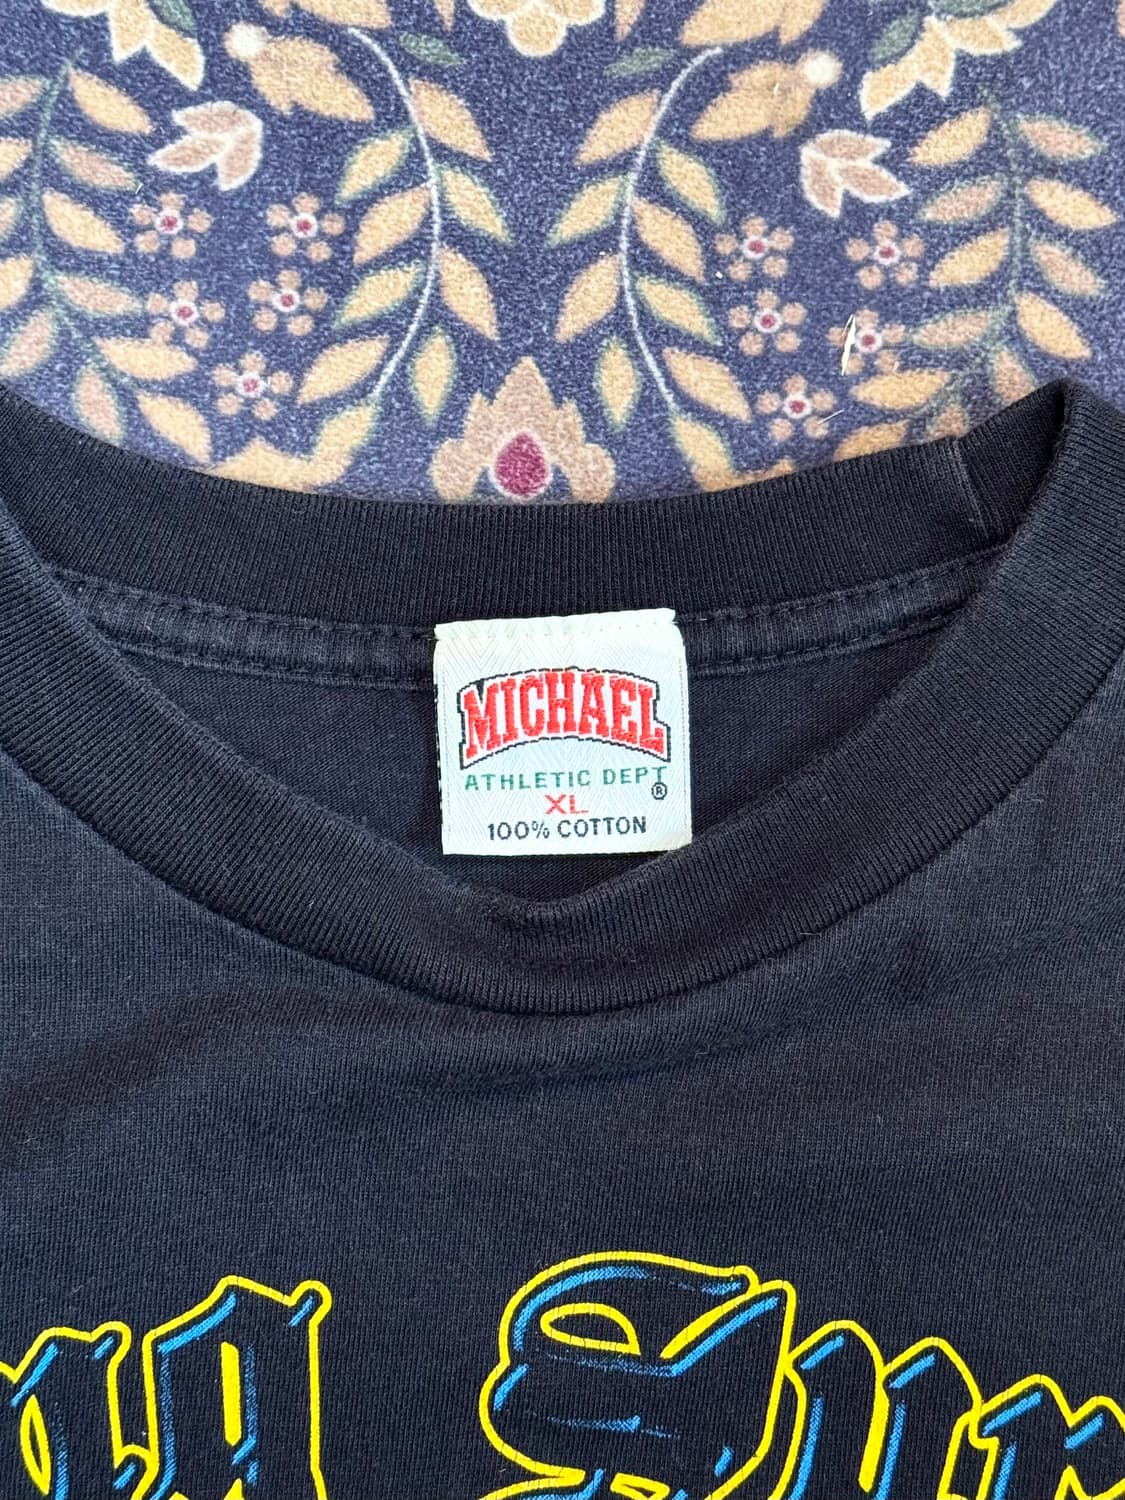 MICHAEL
ATHLETIC DEPT
®
XL
100% COTTON